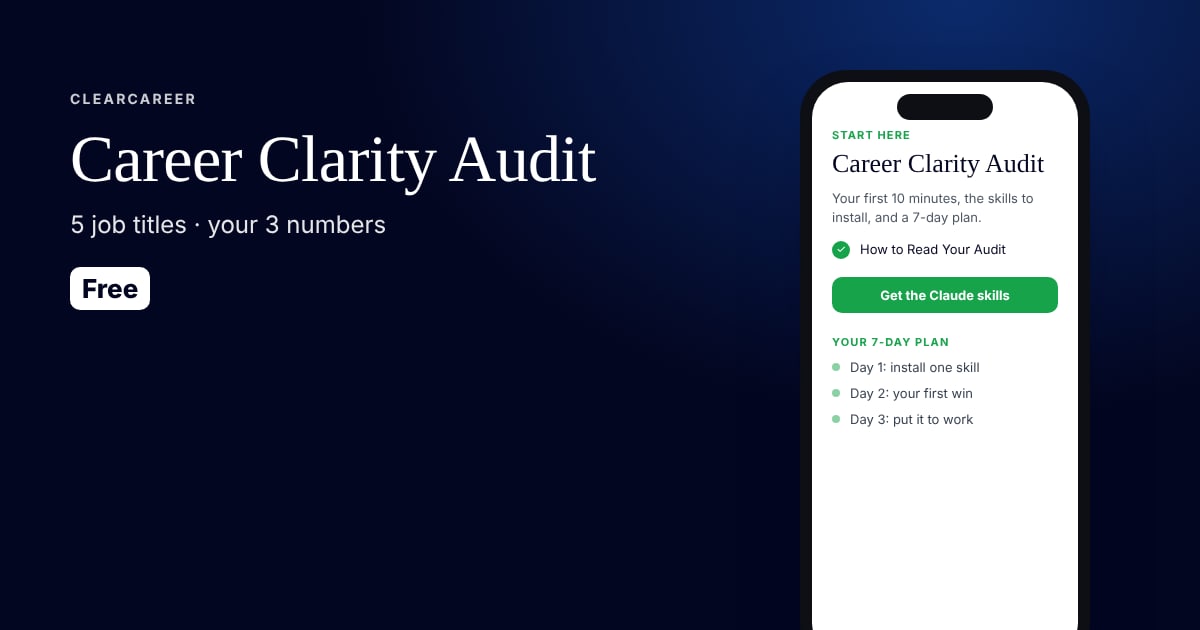 CLEARCAREER
Career Clarity Audit
5 job titles · your 3 numbers
Free
START HERE
Career Clarity Audit
Your first 10 minutes, the skills to
install, and a 7-day plan.
How to Read Your Audit
Get the Claude skills
YOUR 7-DAY PLAN
Day 1: install one skill
Day 2: your first win
Day 3: put it to work